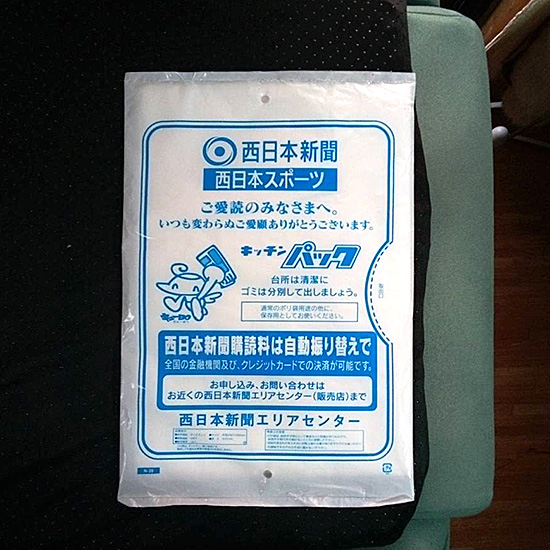 西日本新聞
西日本スポーツ
ご愛読のみなさまへ。
いつも変わらぬご愛顧ありがとうございます。
キッチンパック
台所は清潔に
ゴミは分別して出しましょう。
通常のポリ袋用途の他に、
保存用としてお使いください。
取出口
西日本新聞購読料は自動振り替えで
全国の金融機関及び、クレジットカードでの決済が可能です。
お申し込み、お問い合わせは
お近くの西日本新聞エリアセンター(販売店)まで
西日本新聞エリアセンター